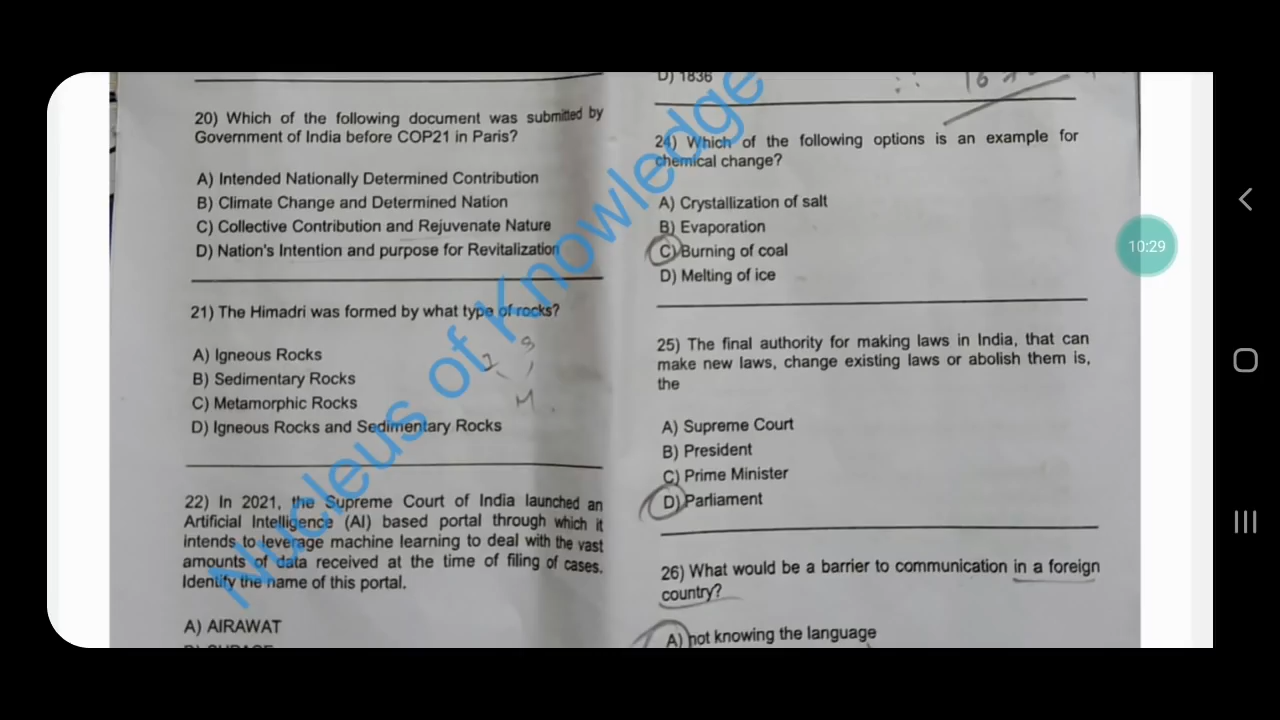 20) Which of the following document was submitted by
Government of India before COP21 in Paris?
A) Intended Nationally Determined Contribution
B) Climate Change and Determined Nation
C) Collective Contribution and Rejuvenate Nature
D) Nation's Intention and purpose for Revitalization
21) The Himadri was formed by what type of rocks?
A) Igneous Rocks
B) Sedimentary Rocks
C) Metamorphic Rocks
D) Igneous Rocks and Sedimentary Rocks
22) In 2021, the Supreme Court of India launched an
Artificial Intelligence (AI) based portal through which it
intends to leverage machine learning to deal with the vast
amounts of data received at the time of filing of cases.
Identify the name of this portal.
A) AIRAWAT
D) 1836
24) Which of the following options is an example for
chemical change?
A) Crystallization of salt
B) Evaporation
C) Burning of coal
D) Melting of ice
25) The final authority for making laws in India, that can
make new laws, change existing laws or abolish them is,
the
A) Supreme Court
B) President
C) Prime Minister
D) Parliament
26) What would be a barrier to communication in a foreign
country?
A) not knowing the language
Nucleus of Knowledge
10:29